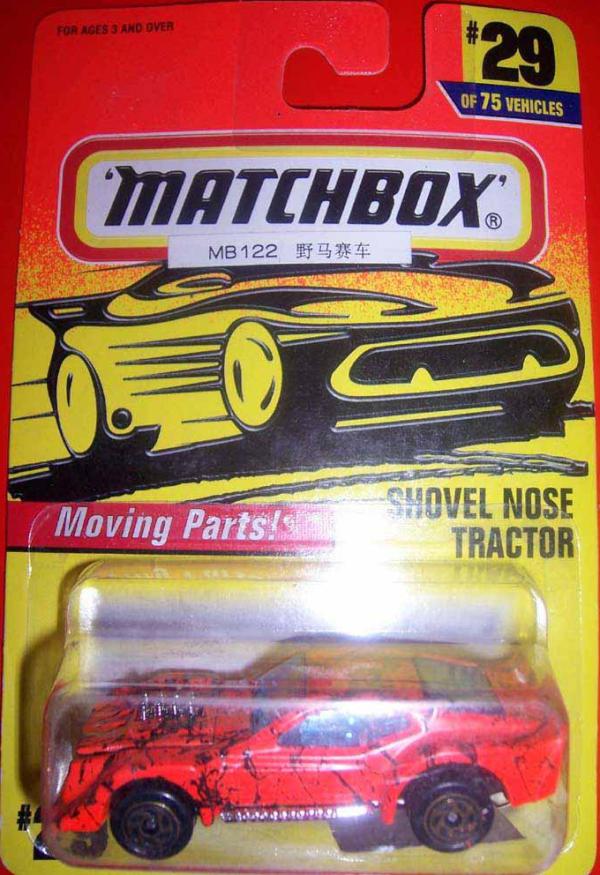 FOR AGES 3 AND OVER
#29
OF 75 VEHICLES
'MATCHBOX'®
MB122 野马赛车
Moving Parts!
SHOVEL NOSE
TRACTOR